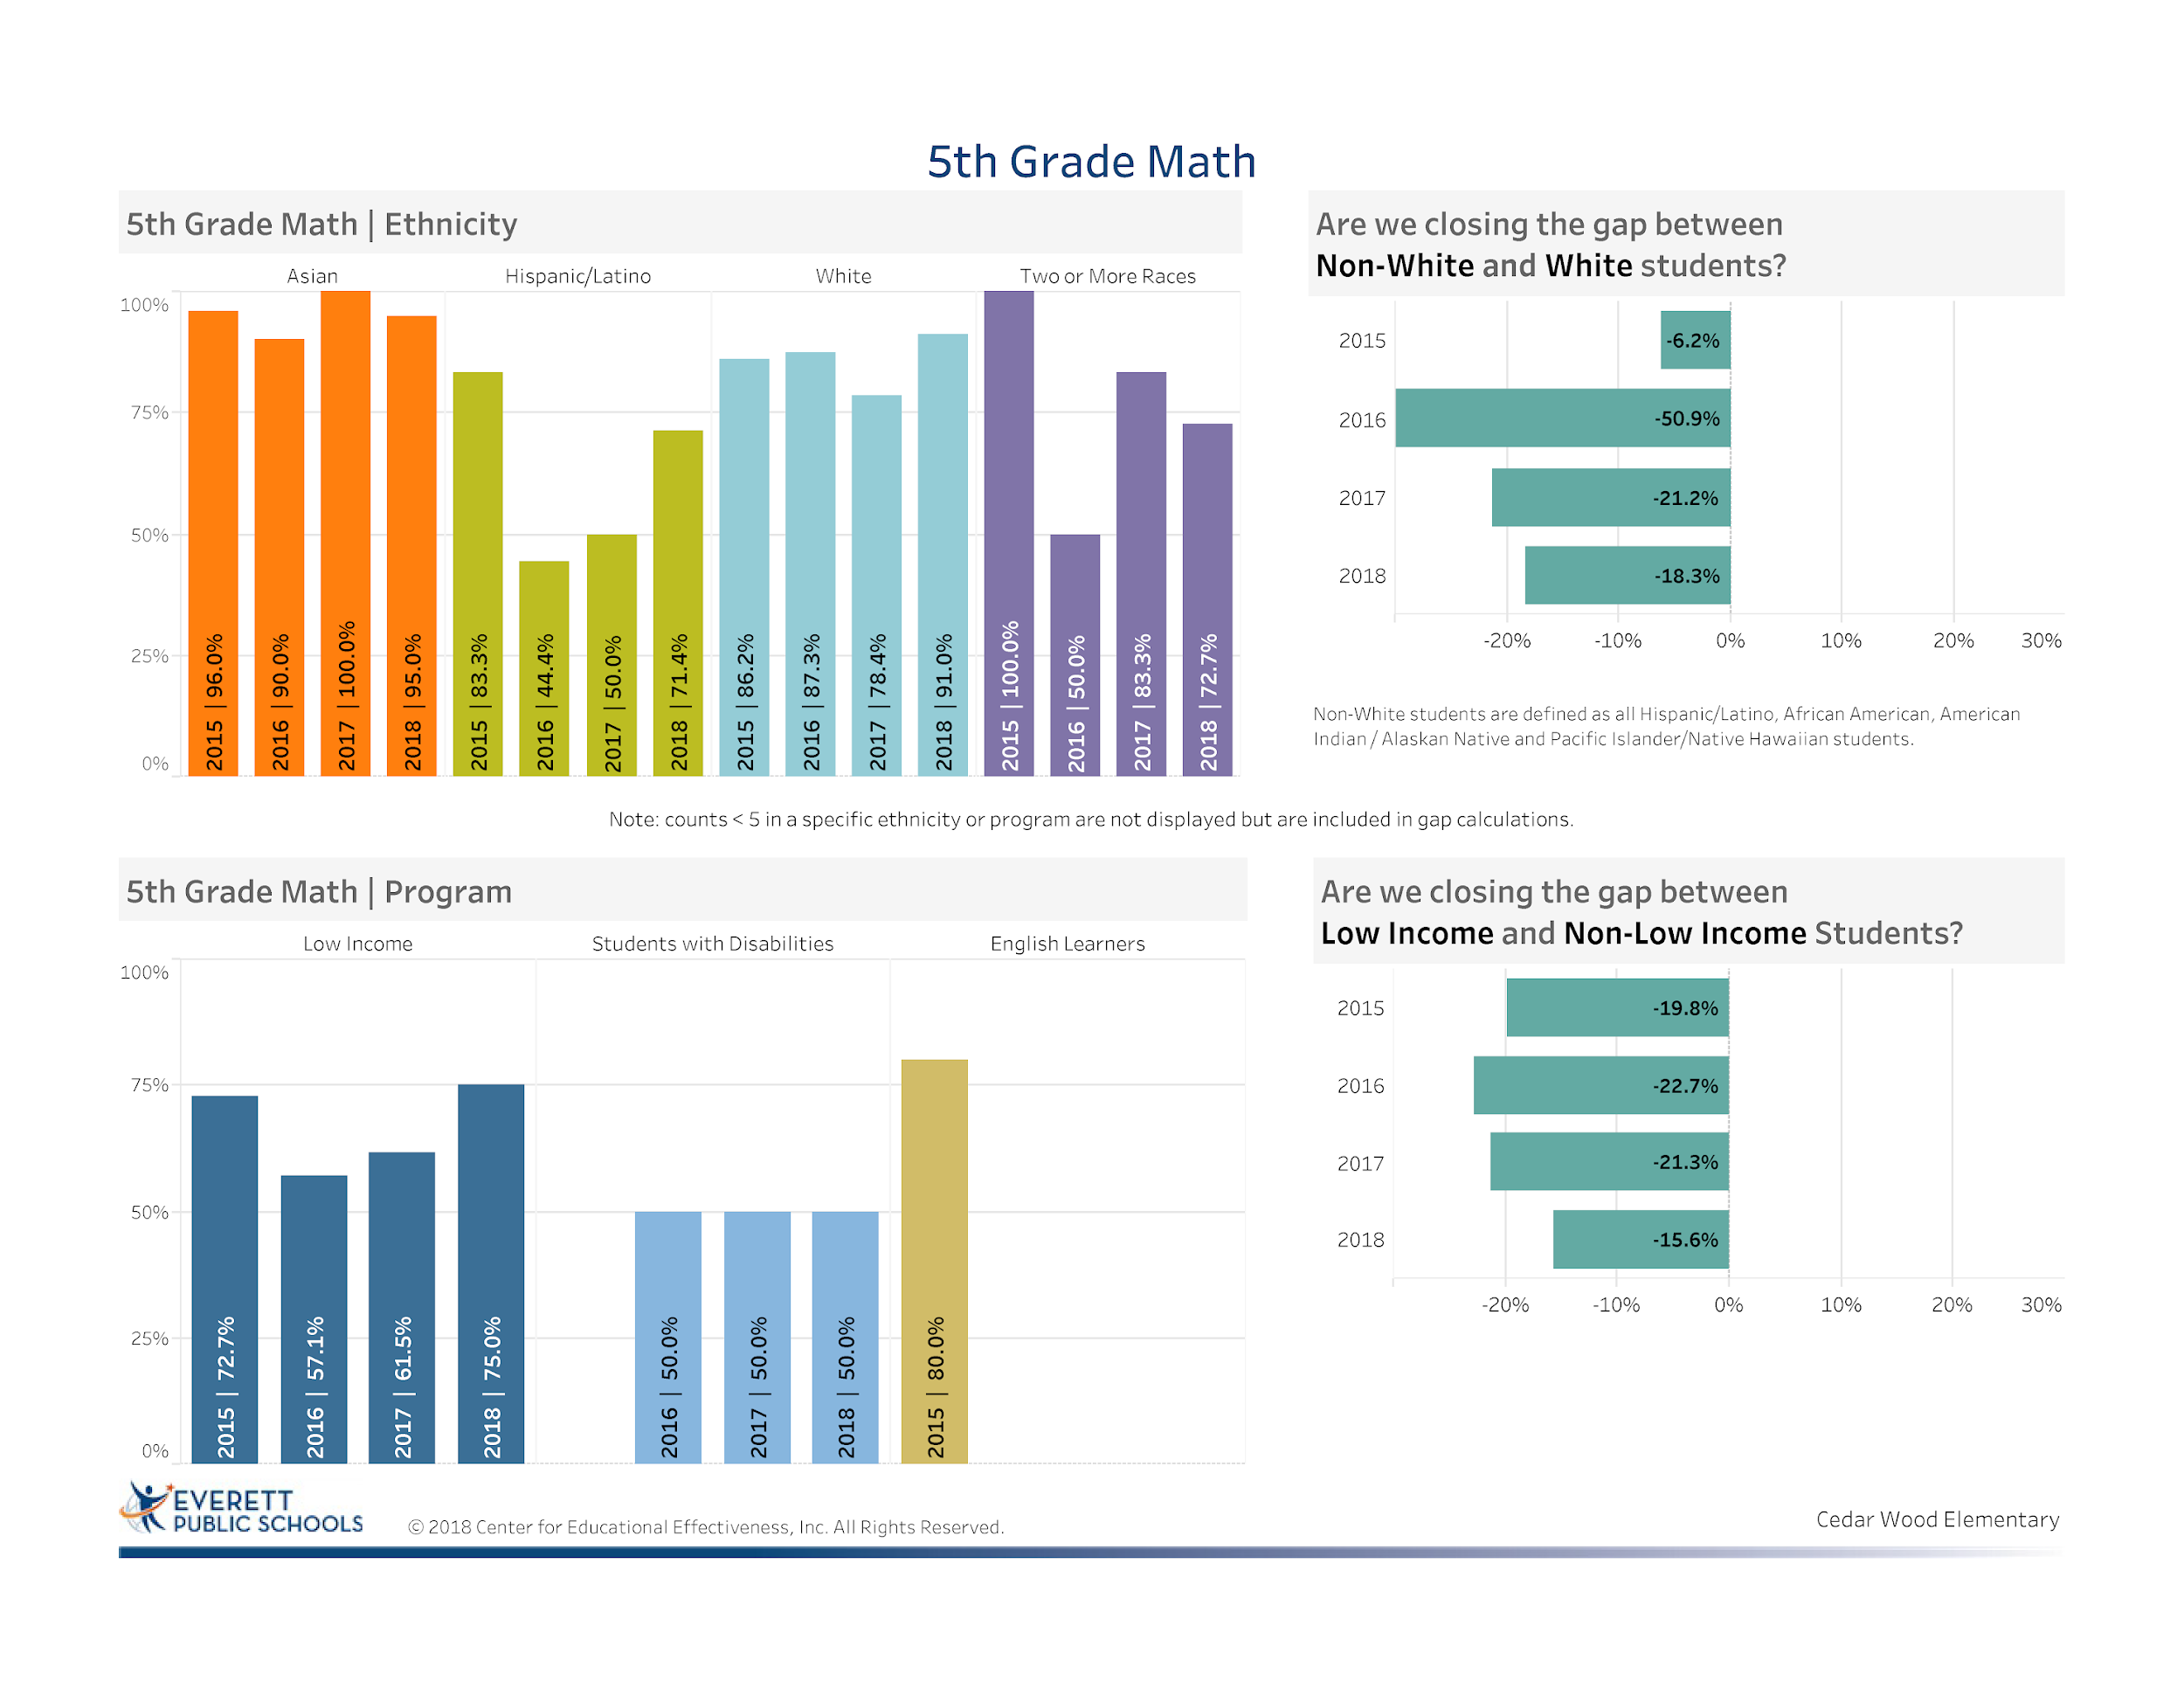 5th Grade Math
5th Grade Math | Ethnicity
Asian
Hispanic/Latino
White
Two or More Races
100%
75%
50%
25%
0%
2015 | 96.0%
2016 | 90.0%
2017 | 100.0%
2018 | 95.0%
2015 | 83.3%
2016 | 44.4%
2017 | 50.0%
2018 | 71.4%
2015 | 86.2%
2016 | 87.3%
2017 | 78.4%
2018 | 91.0%
2015 | 100.0%
2016 | 50.0%
2017 | 83.3%
2018 | 72.7%
Are we closing the gap between
Non-White and White students?
2015
-6.2%
2016
-50.9%
2017
-21.2%
2018
-18.3%
-20%
-10%
0%
10%
20%
30%
Non-White students are defined as all Hispanic/Latino, African American, American
Indian / Alaskan Native and Pacific Islander/Native Hawaiian students.
Note: counts < 5 in a specific ethnicity or program are not displayed but are included in gap calculations.
5th Grade Math | Program
Low Income
Students with Disabilities
English Learners
100%
75%
50%
25%
0%
2015 | 72.7%
2016 | 57.1%
2017 | 61.5%
2018 | 75.0%
2016 | 50.0%
2017 | 50.0%
2018 | 50.0%
2015 | 80.0%
Are we closing the gap between
Low Income and Non-Low Income Students?
2015
-19.8%
2016
-22.7%
2017
-21.3%
2018
-15.6%
-20%
-10%
0%
10%
20%
30%
EVERETT
PUBLIC SCHOOLS
© 2018 Center for Educational Effectiveness, Inc. All Rights Reserved.
Cedar Wood Elementary